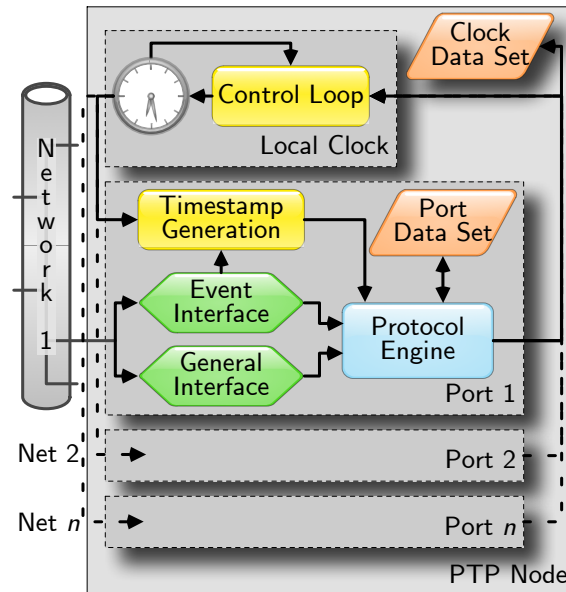 Clock
Data Set
Control Loop
Local Clock
Network 1
Timestamp
Generation
Port
Data Set
Event
Interface
Protocol
Engine
General
Interface
Port 1
Net 2
Port 2
Net n
Port n
PTP Node